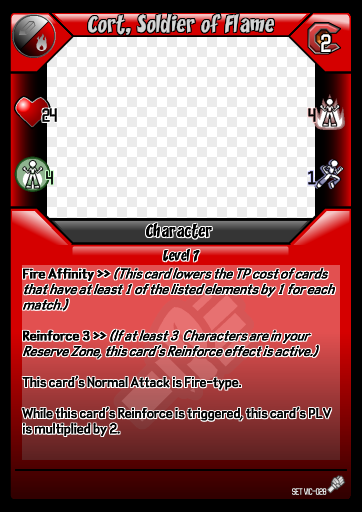 Cort, Soldier of Flame
2
24
4
4
1
Character
Level 1
Fire Affinity >> (This card lowers the TP cost of cards
that have at least 1 of the listed elements by 1 for each
match.)
Reinforce 3 >> (If at least 3 Characters are in your
Reserve Zone, this card's Reinforce effect is active.)
This card's Normal Attack is Fire-type.
While this card's Reinforce is triggered, this card's PLV
is multiplied by 2.
SET VIC-028